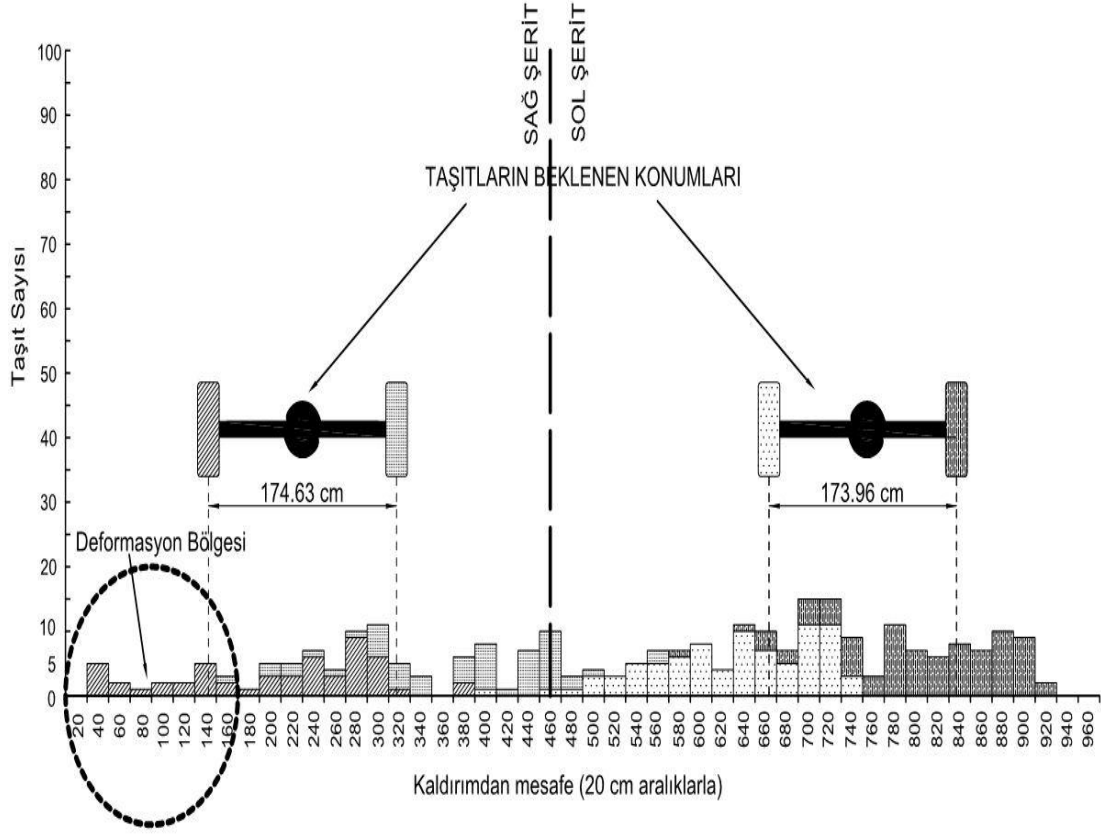 SAĞ ŞERİT
SOL ŞERİT
TAŞITLARIN BEKLENEN KONUMLARI
Taşıt Sayısı
100
90
80
70
60
50
40
30
20
10
5
0
174.63 cm
173.96 cm
Deformasyon Bölgesi
20 40 60 80 100 120 140 160 180 200 220 240 260 280 300 320 340 360 380 400 420 440 460 480 500 520 540 560 580 600 620 640 660 680 700 720 740 760 780 800 820 840 860 880 900 920 940 960
Kaldırımdan mesafe (20 cm aralıklarla)